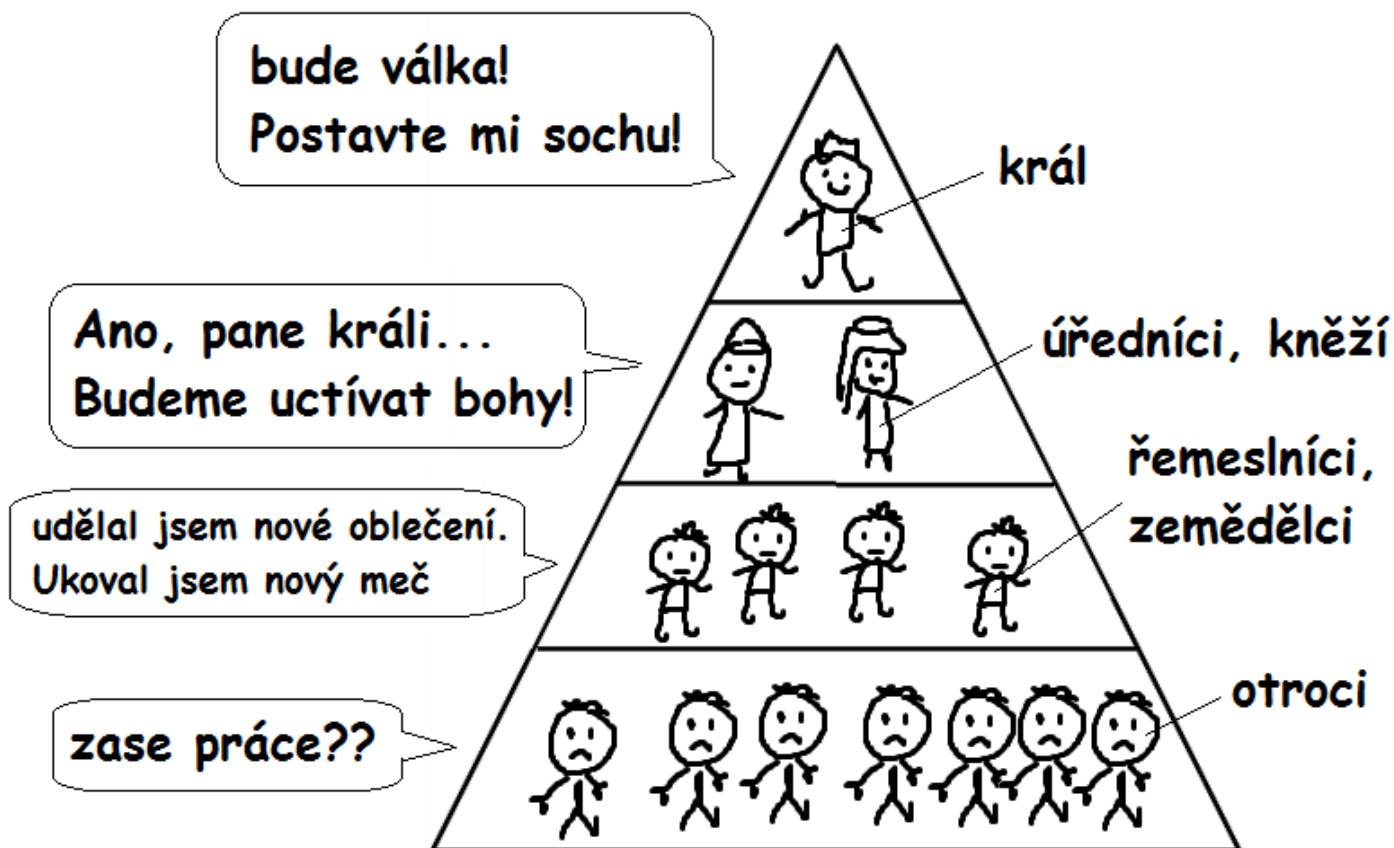 bude válka!
Postavte mi sochu!
král
Ano, pane králi...
Budeme uctívat bohy!
úředníci, kněží
udělal jsem nové oblečení.
Ukoval jsem nový meč
řemeslníci,
zemědělci
zase práce??
otroci